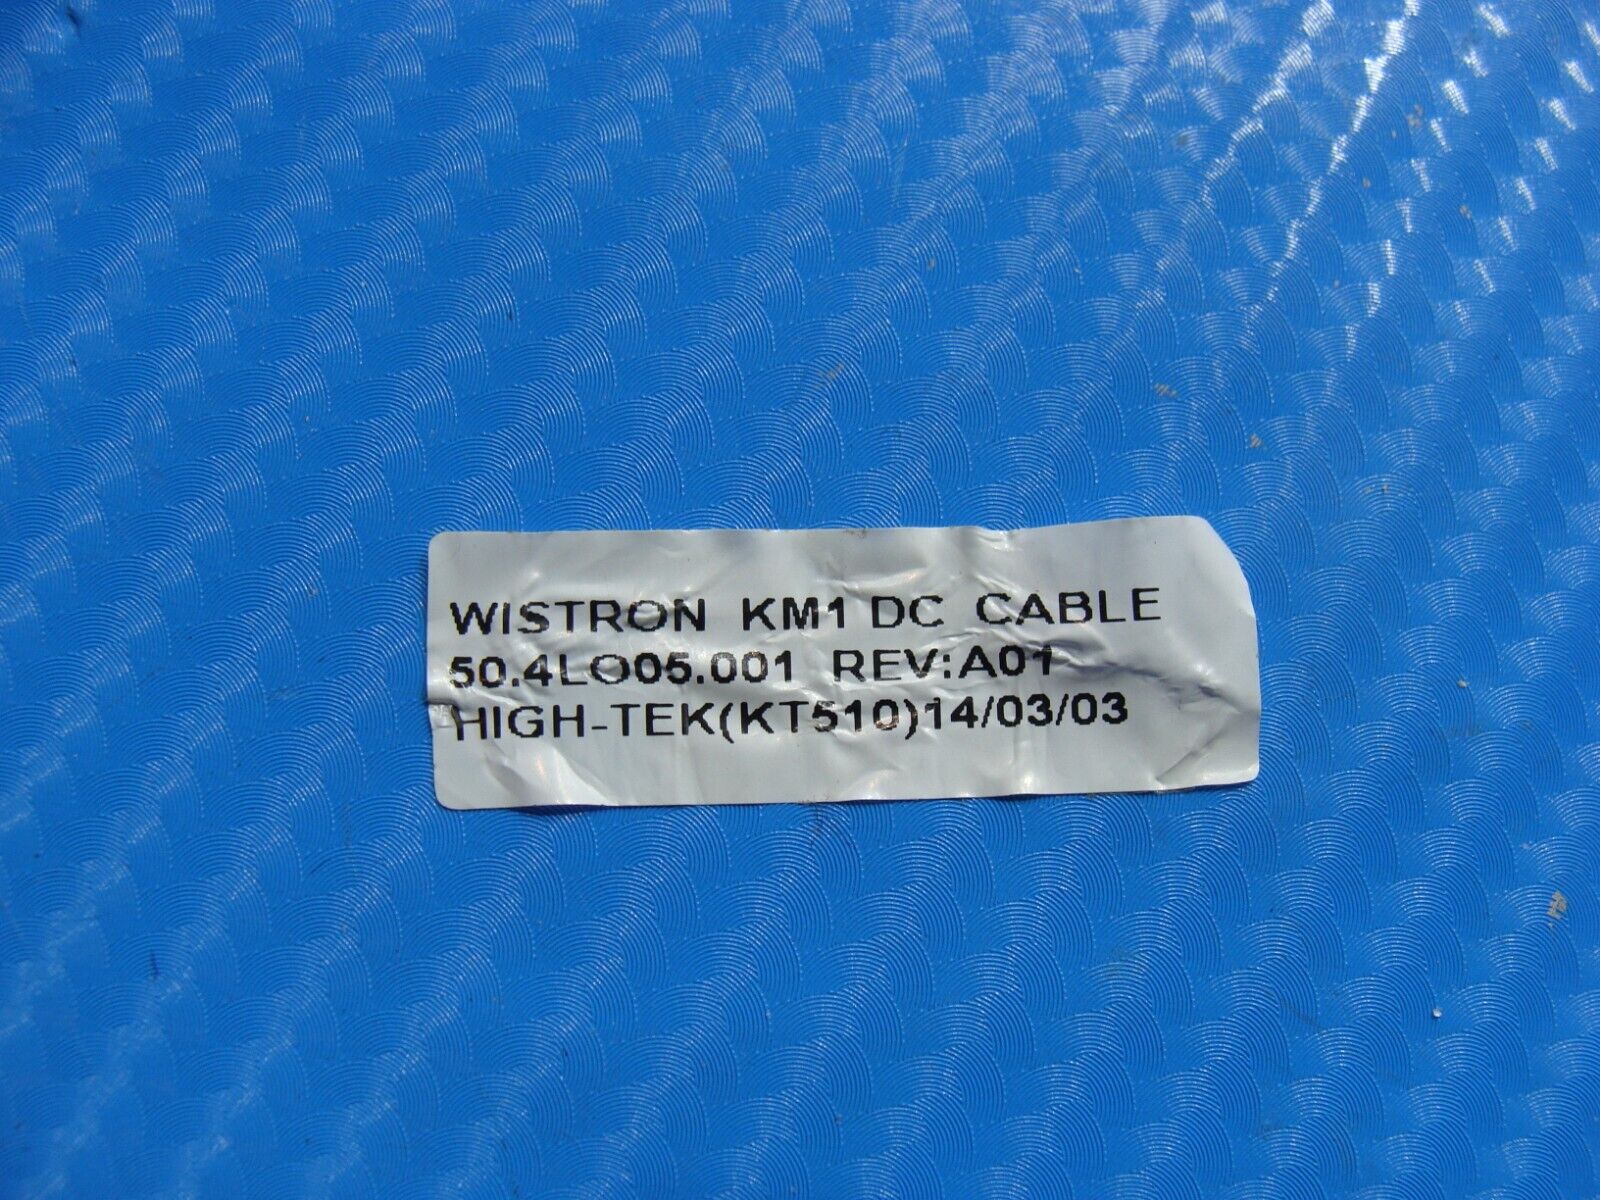 WISTRON KM1 DC CABLE
50.4LO05.001 REV:A01
HIGH-TEK(KT510)14/03/03